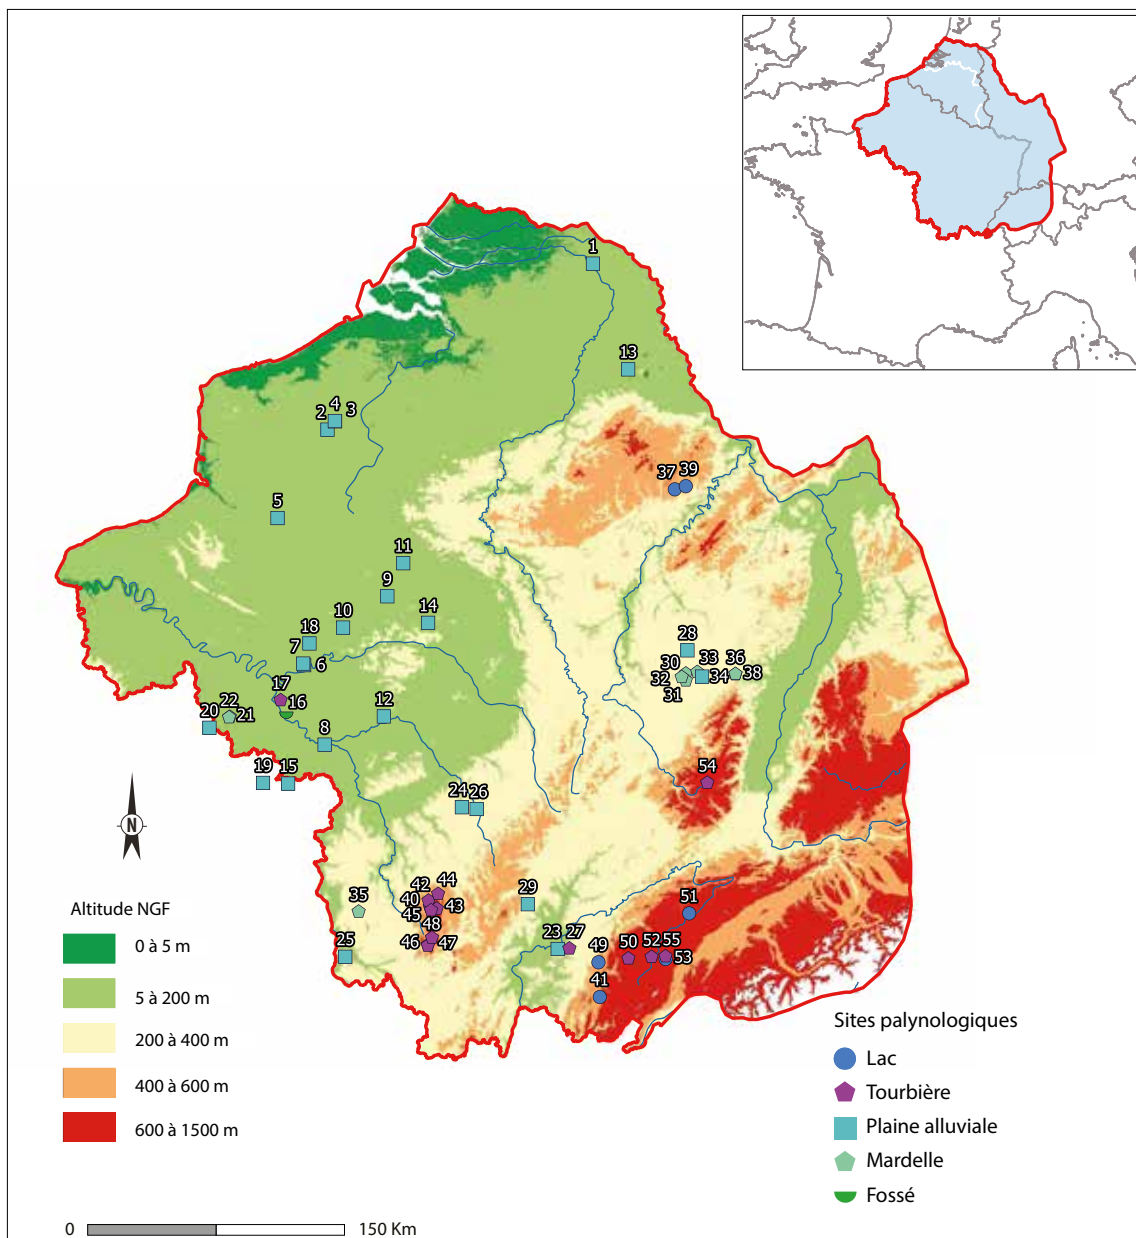 1
13
4 3
2
37 39
5
11
9
14
10
18
7
6
28
33 36
30
32 34 38
31
17
16
22
21
20
12
8
19 15
54
24 26
N
42 44
40
45 43
48
46 47
35
25
29
23 27
51
49 50 52 55
53
41
Altitude NGF
0 à 5 m
5 à 200 m
200 à 400 m
400 à 600 m
600 à 1500 m
Sites palynologiques
Lac
Tourbière
Plaine alluviale
Mardelle
Fossé
0 150 Km